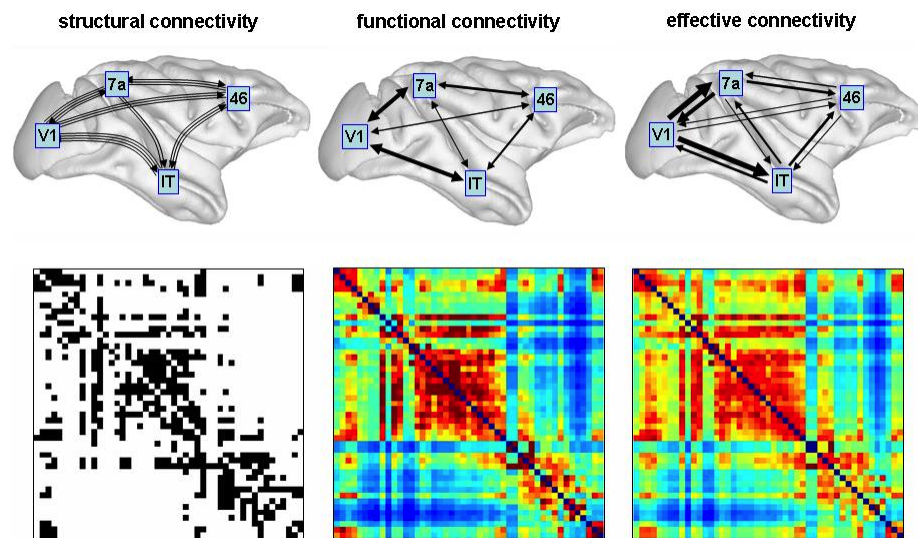 structural connectivity
functional connectivity
effective connectivity
7a
46
V1
IT
7a
46
V1
IT
7a
46
V1
IT